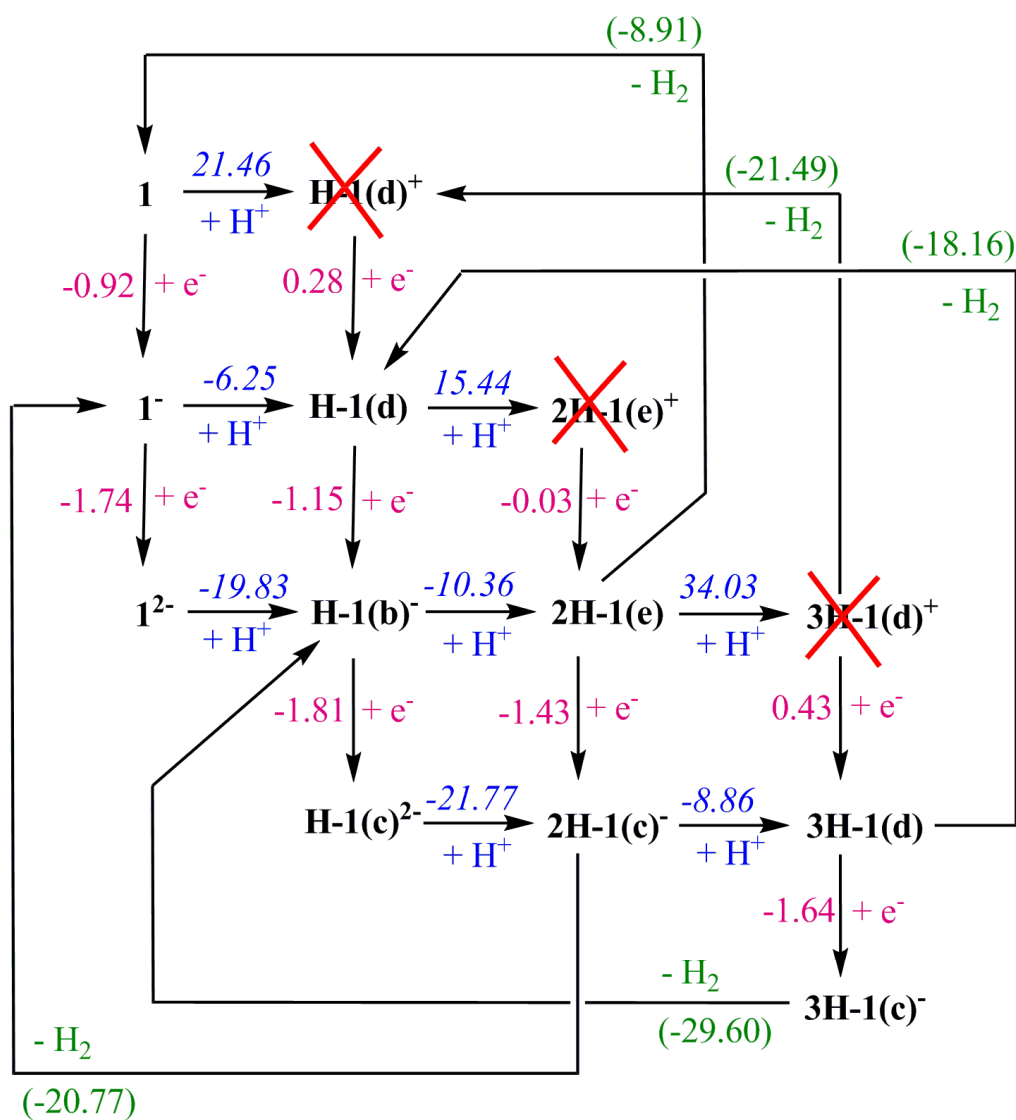 (-8.91)
- H₂
1
21.46
+ H⁺
H-1(d)⁺
(-21.49)
- H₂
(-18.16)
- H₂
-0.92 + e⁻
0.28 + e⁻
1⁻
-6.25
+ H⁺
H-1(d)
15.44
+ H⁺
2H-1(e)⁺
-1.74 + e⁻
-1.15 + e⁻
-0.03 + e⁻
1²⁻
-19.83
+ H⁺
H-1(b)⁻
-10.36
+ H⁺
2H-1(e)
34.03
+ H⁺
3H-1(d)⁺
-1.81 + e⁻
-1.43 + e⁻
0.43 + e⁻
H-1(c)²⁻
-21.77
+ H⁺
2H-1(c)⁻
-8.86
+ H⁺
3H-1(d)
-1.64 + e⁻
- H₂
(-29.60)
3H-1(c)⁻
- H₂
(-20.77)